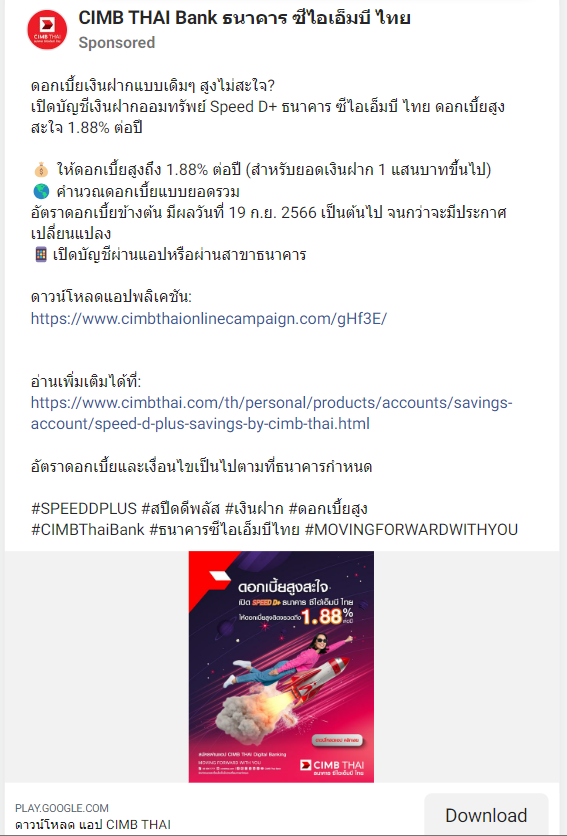 CIMB THAI Bank ธนาคาร ซีไอเอ็มบี ไทย
Sponsored
CIMB THAI
ดอกเบี้ยเงินฝากแบบเดิมๆ สูงไม่สะใจ?
เปิดบัญชีเงินฝากออมทรัพย์ Speed D+ ธนาคาร ซีไอเอ็มบี ไทย ดอกเบี้ยสูง
สะใจ 1.88% ต่อปี
ให้ดอกเบี้ยสูงถึง 1.88% ต่อปี (สำหรับยอดเงินฝาก 1 แสนบาทขึ้นไป)
คำนวณดอกเบี้ยแบบยอดรวม
อัตราดอกเบี้ยข้างต้น มีผลวันที่ 19 ก.ย. 2566 เป็นต้นไป จนกว่าจะมีประกาศ
เปลี่ยนแปลง
เปิดบัญชีผ่านแอปหรือผ่านสาขาธนาคาร
ดาวน์โหลดแอปพลิเคชัน:
https://www.cimbthaionlinecampaign.com/gHf3E/
อ่านเพิ่มเติมได้ที่:
https://www.cimbthai.com/th/personal/products/accounts/savings-
account/speed-d-plus-savings-by-cimb-thai.html
อัตราดอกเบี้ยและเงื่อนไขเป็นไปตามที่ธนาคารกำหนด
#SPEEDDPLUS #สปีดดีพลัส #เงินฝาก #ดอกเบี้ยสูง
#CIMBThaiBank #ธนาคารซีไอเอ็มบีไทย #MOVINGFORWARDWITHYOU
ดอกเบี้ยสูงสะใจ
เปิด SPEED D+ ธนาคาร ซีไอเอ็มบี ไทย
1.88% ต่อปี
CIMB THAI Digital Banking
MOVING FORWARD WITH YOU
CIMB THAI
ธนาคาร ซีไอเอ็มบี ไทย
PLAY.GOOGLE.COM
ดาวน์โหลด แอป CIMB THAI
Download